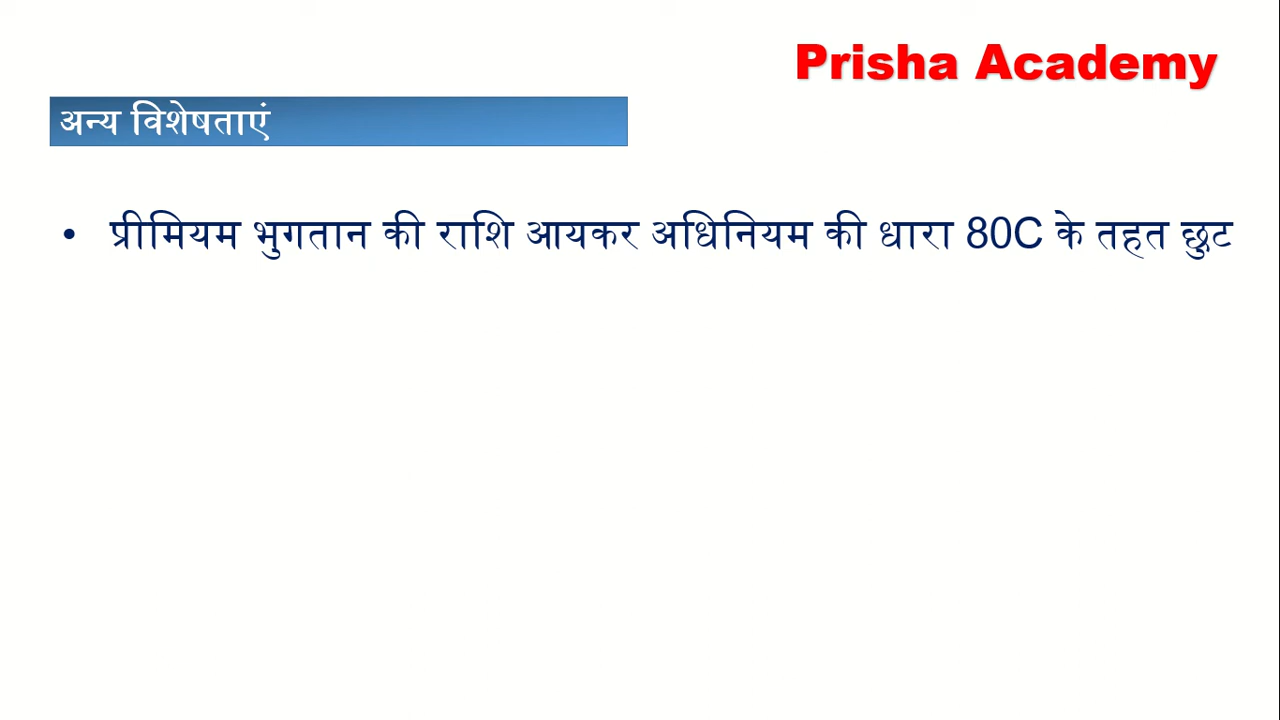 Prisha Academy
अन्य विशेषताएं
• प्रीमियम भुगतान की राशि आयकर अधिनियम की धारा 80C के तहत छुट